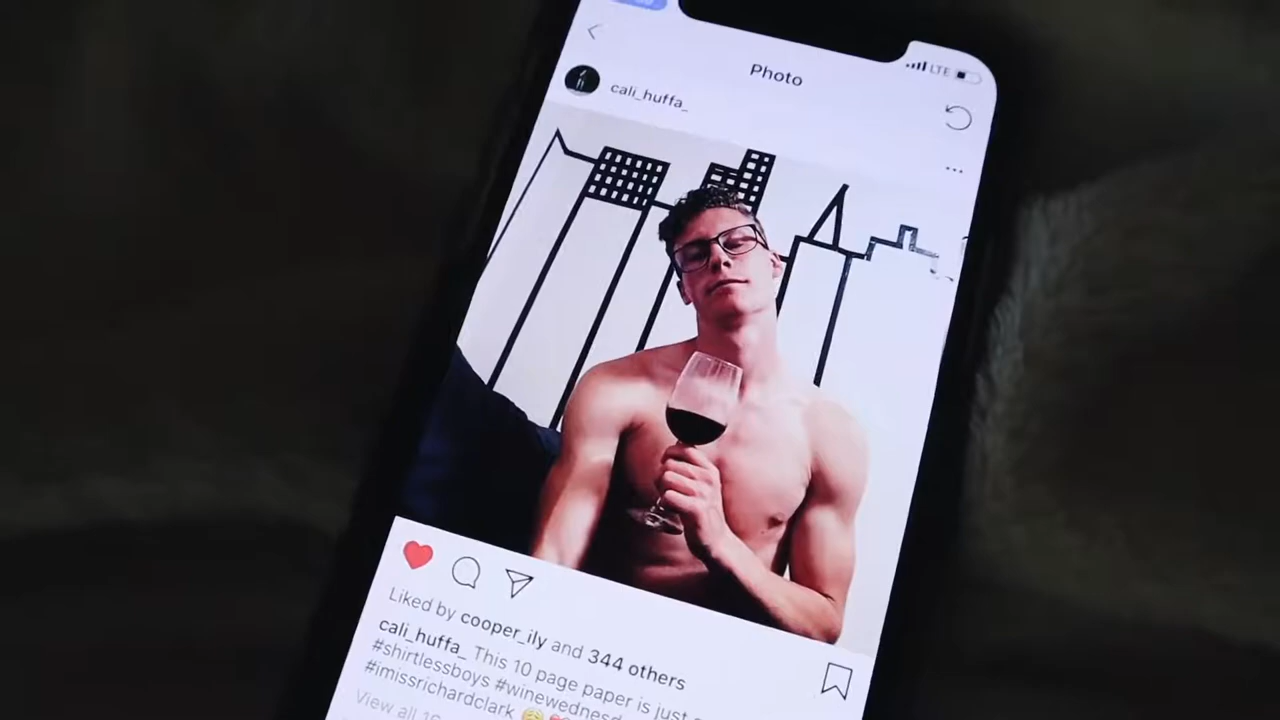 LTE
Photo
cali_huffa_
Liked by cooper_ily and 344 others
cali_huffa_ This 10 page paper is just
#shirtlessboys
#imissrichardclark
View all